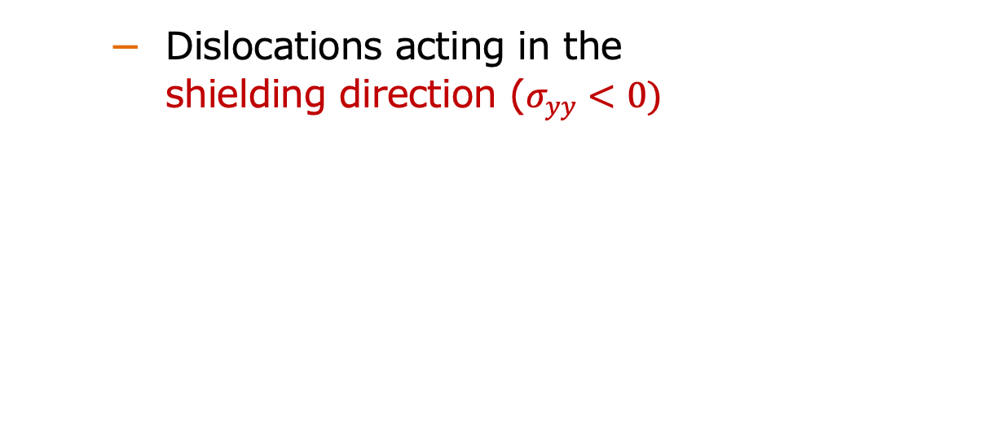 – Dislocations acting in the
shielding direction (σ_yy < 0)